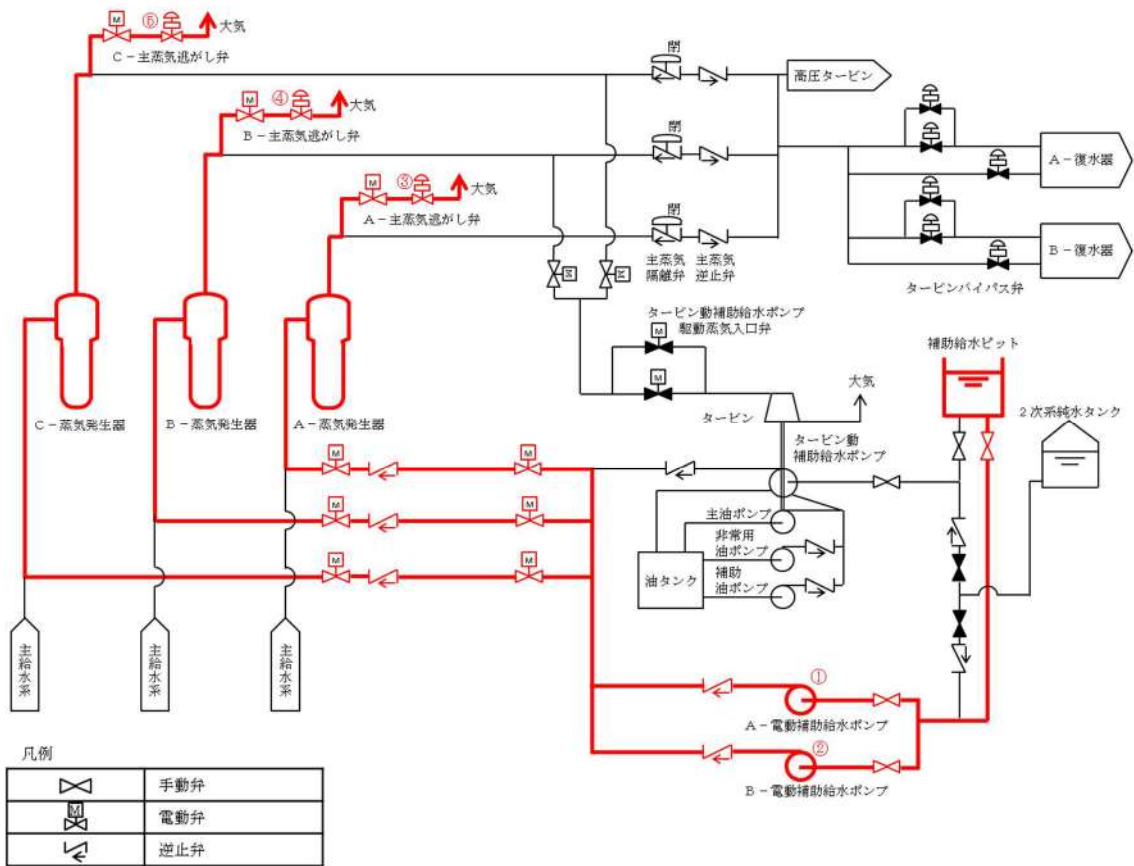 M
⑤
大気
C-主蒸気逃がし弁
M
④
大気
B-主蒸気逃がし弁
M
③
大気
A-主蒸気逃がし弁
閉
高圧タービン
閉
閉
主蒸気
隔離弁
主蒸気
逆止弁
A-復水器
B-復水器
タービンバイパス弁
M
M
タービン動補助給水ポンプ
駆動蒸気入口弁
M
M
大気
タービン
タービン動
補助給水ポンプ
補助給水ピット
2次系純水タンク
C-蒸気発生器
B-蒸気発生器
A-蒸気発生器
M
M
M
M
M
M
主油ポンプ
非常用
油ポンプ
補助
油ポンプ
油タンク
主給水系
主給水系
主給水系
①
A-電動補助給水ポンプ
②
B-電動補助給水ポンプ
凡例
手動弁
M
電動弁
逆止弁